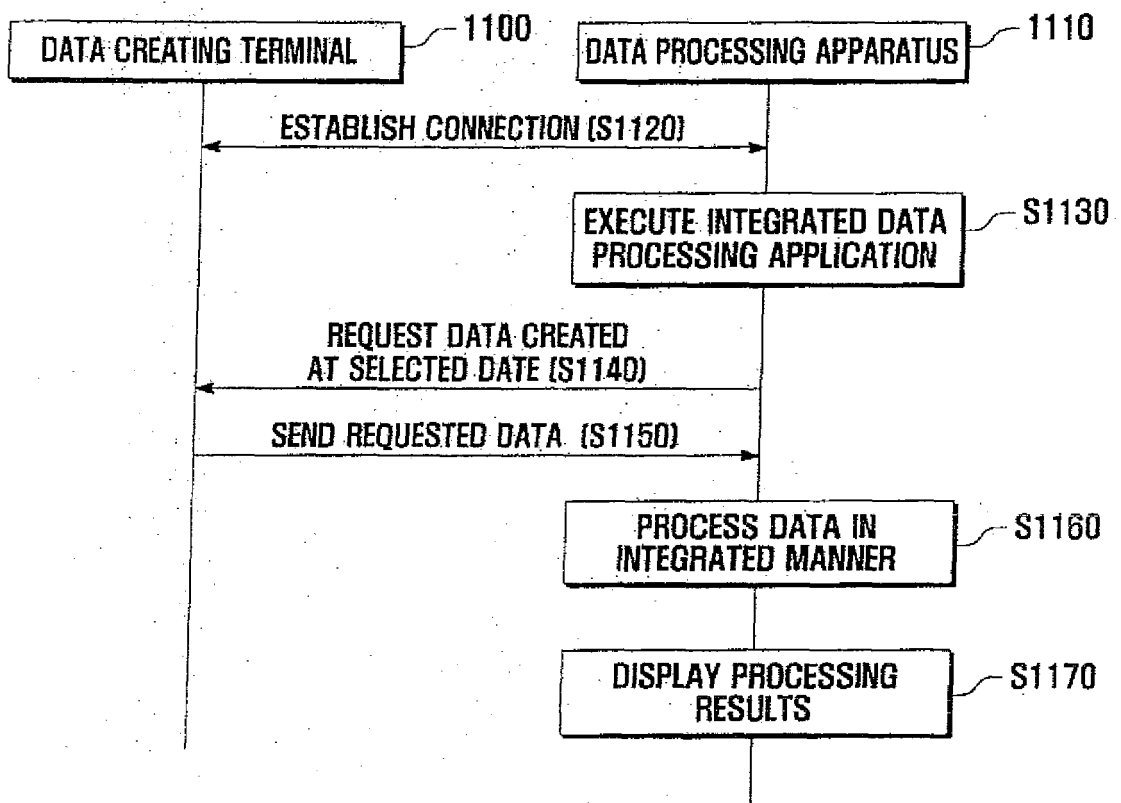 DATA CREATING TERMINAL
1100
DATA PROCESSING APPARATUS
1110
ESTABLISH CONNECTION (S1120)
EXECUTE INTEGRATED DATA
PROCESSING APPLICATION
S1130
REQUEST DATA CREATED
AT SELECTED DATE (S1140)
SEND REQUESTED DATA (S1150)
PROCESS DATA IN
INTEGRATED MANNER
S1160
DISPLAY PROCESSING
RESULTS
S1170